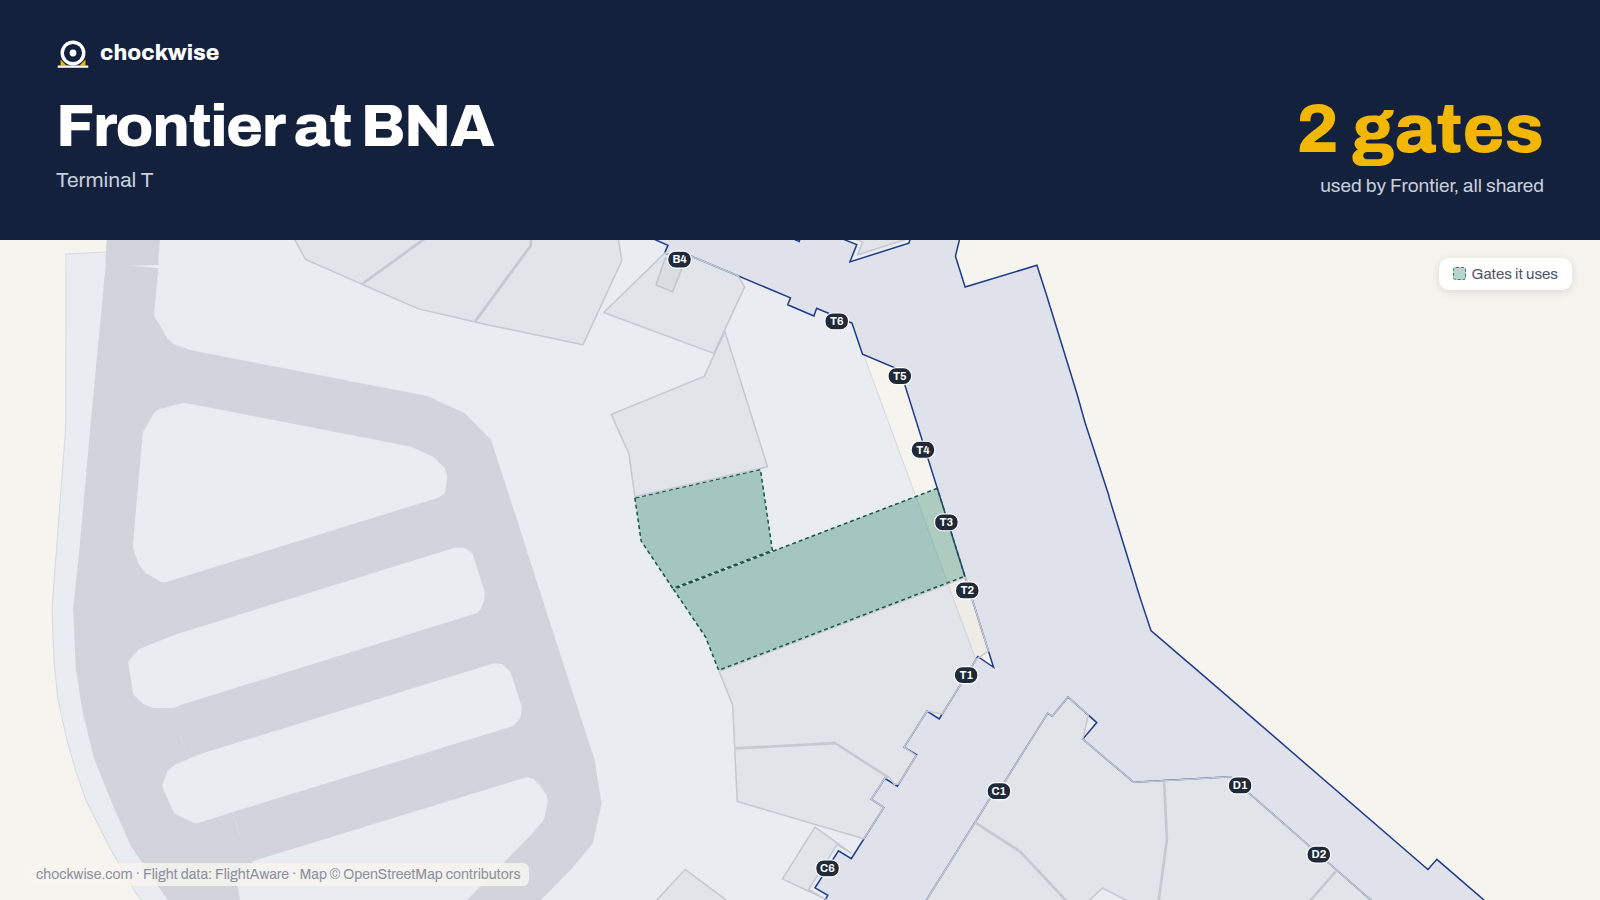 chockwise
Frontier at BNA
Terminal T
2 gates
used by Frontier, all shared
Gates it uses
B4
T6
T5
T4
T3
T2
T1
C1
D1
D2
C6
chockwise.com · Flight data: FlightAware · Map © OpenStreetMap contributors